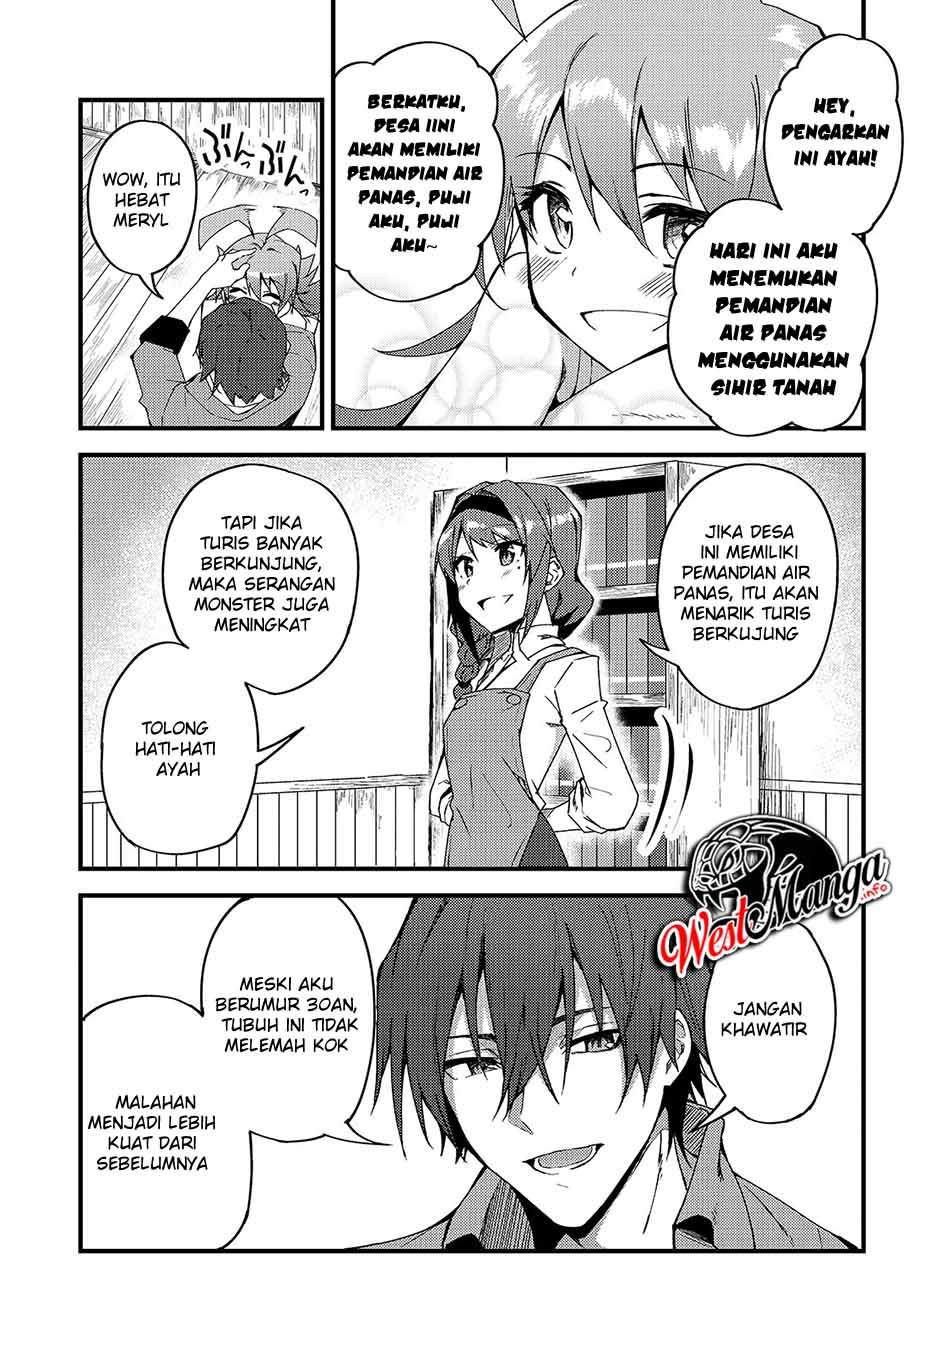 HEY,
DENGARKAN
INI AYAH!
HARI INI AKU
MENEMUKAN
PEMANDIAN
AIR PANAS
MENGGUNAKAN
SIHIR TANAH
BERKATKU,
DESA IINI
AKAN MEMILIKI
PEMANDIAN AIR
PANAS, PUJI
AKU, PUJI
AKU~
ぶんぶん
WOW, ITU
HEBAT
MERYL
JIKA DESA
INI MEMILIKI
PEMANDIAN AIR
PANAS, ITU AKAN
MENARIK TURIS
BERKUJUNG
TAPI JIKA
TURIS BANYAK
BERKUNJUNG,
MAKA SERANGAN
MONSTER JUGA
MENINGKAT
TOLONG
HATI-HATI
AYAH
WestManga
.info
JANGAN
KHAWATIR
MESKI AKU
BERUMUR 30AN,
TUBUH INI TIDAK
MELEMAH KOK
MALAHAN
MENJADI LEBIH
KUAT DARI
SEBELUMNYA